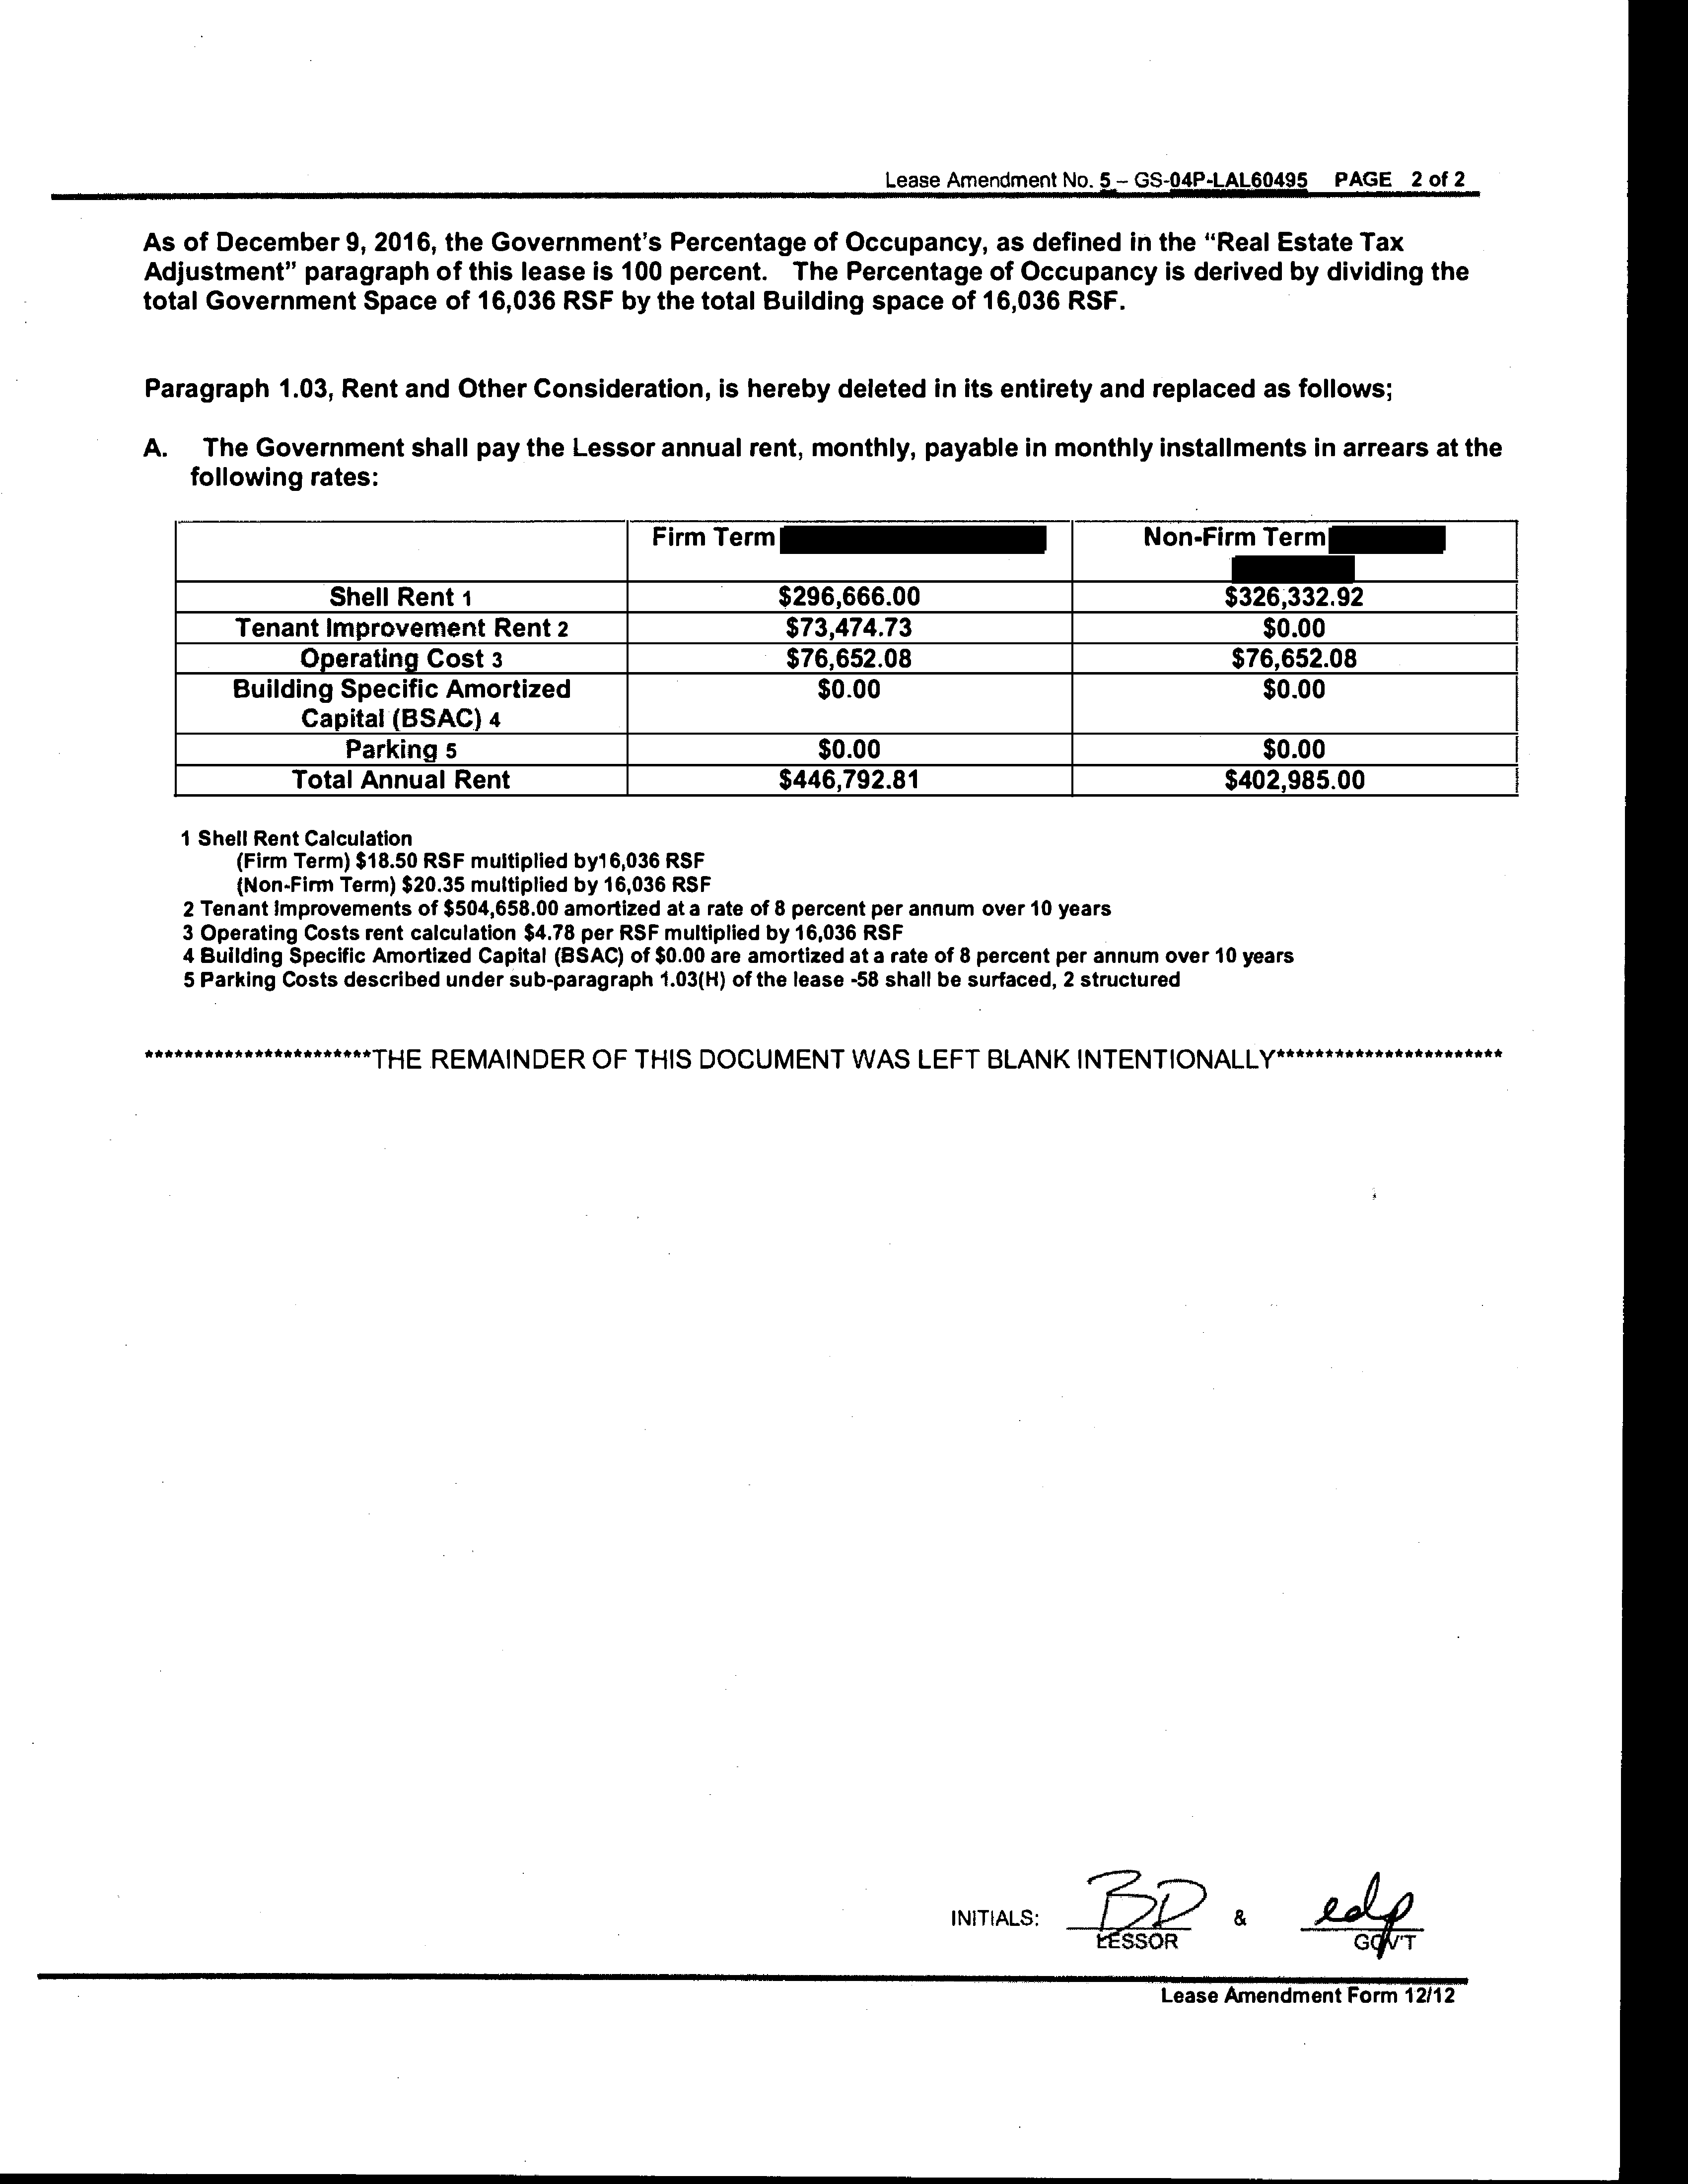 Lease Amendment No. 5 – GS-04P-LAL60495 PAGE 2 of 2
As of December 9, 2016, the Government's Percentage of Occupancy, as defined in the “Real Estate Tax
Adjustment” paragraph of this lease is 100 percent. The Percentage of Occupancy is derived by dividing the
total Government Space of 16,036 RSF by the total Building space of 16,036 RSF.
Paragraph 1.03, Rent and Other Consideration, is hereby deleted in its entirety and replaced as follows;
A. The Government shall pay the Lessor annual rent, monthly, payable in monthly installments in arrears at the
following rates:
Firm Term Non-Firm Term
Shell Rent 1 $296,666.00 $326,332.92
Tenant Improvement Rent 2 $73,474.73 $0.00
Operating Cost 3 $76,652.08 $76,652.08
Building Specific Amortized $0.00 $0.00
Capital (BSAC) 4
Parking 5 $0.00 $0.00
Total Annual Rent $446,792.81 $402,985.00
1 Shell Rent Calculation
(Firm Term) $18.50 RSF multiplied by16,036 RSF
(Non-Firm Term) $20.35 multiplied by 16,036 RSF
2 Tenant Improvements of $504,658.00 amortized at a rate of 8 percent per annum over 10 years
3 Operating Costs rent calculation $4.78 per RSF multiplied by 16,036 RSF
4 Building Specific Amortized Capital (BSAC) of $0.00 are amortized at a rate of 8 percent per annum over 10 years
5 Parking Costs described under sub-paragraph 1.03(H) of the lease -58 shall be surfaced, 2 structured
***********************THE REMAINDER OF THIS DOCUMENT WAS LEFT BLANK INTENTIONALLY***********************
INITIALS: BD & edp
LESSOR GOV'T
Lease Amendment Form 12/12